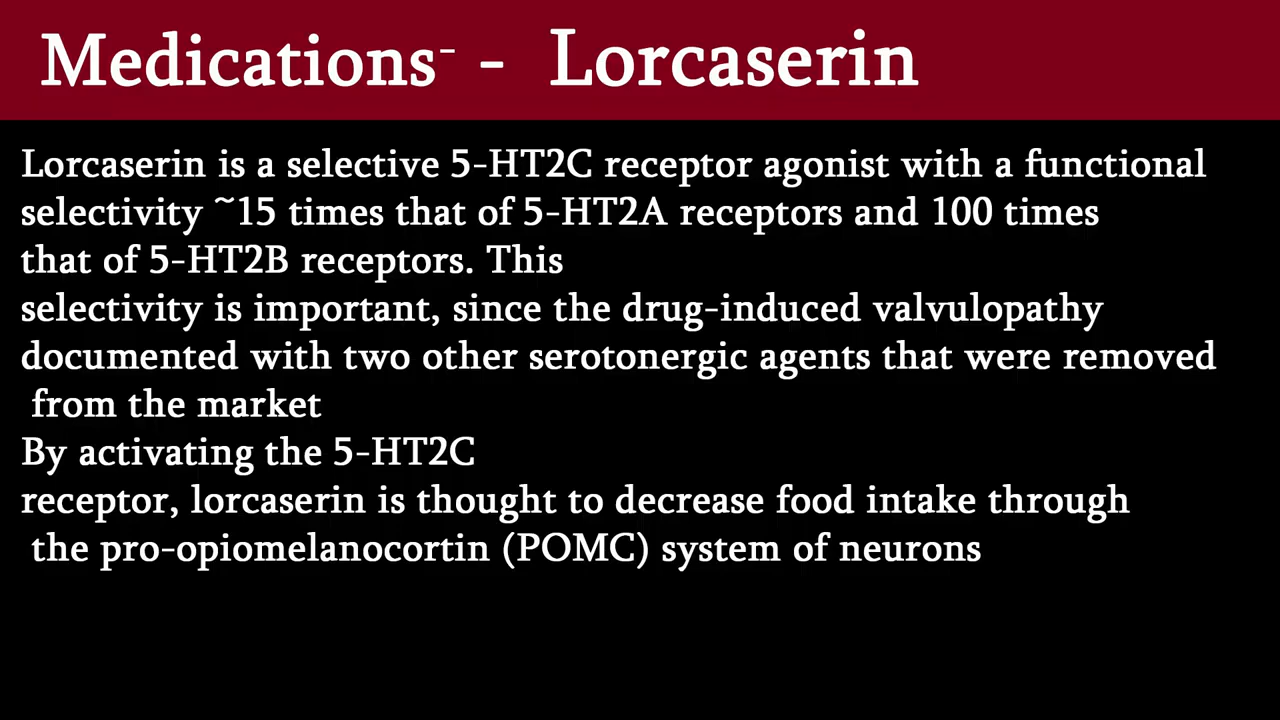 Medications- - Lorcaserin
Lorcaserin is a selective 5-HT2C receptor agonist with a functional
selectivity ~15 times that of 5-HT2A receptors and 100 times
that of 5-HT2B receptors. This
selectivity is important, since the drug-induced valvulopathy
documented with two other serotonergic agents that were removed
from the market
By activating the 5-HT2C
receptor, lorcaserin is thought to decrease food intake through
the pro-opiomelanocortin (POMC) system of neurons